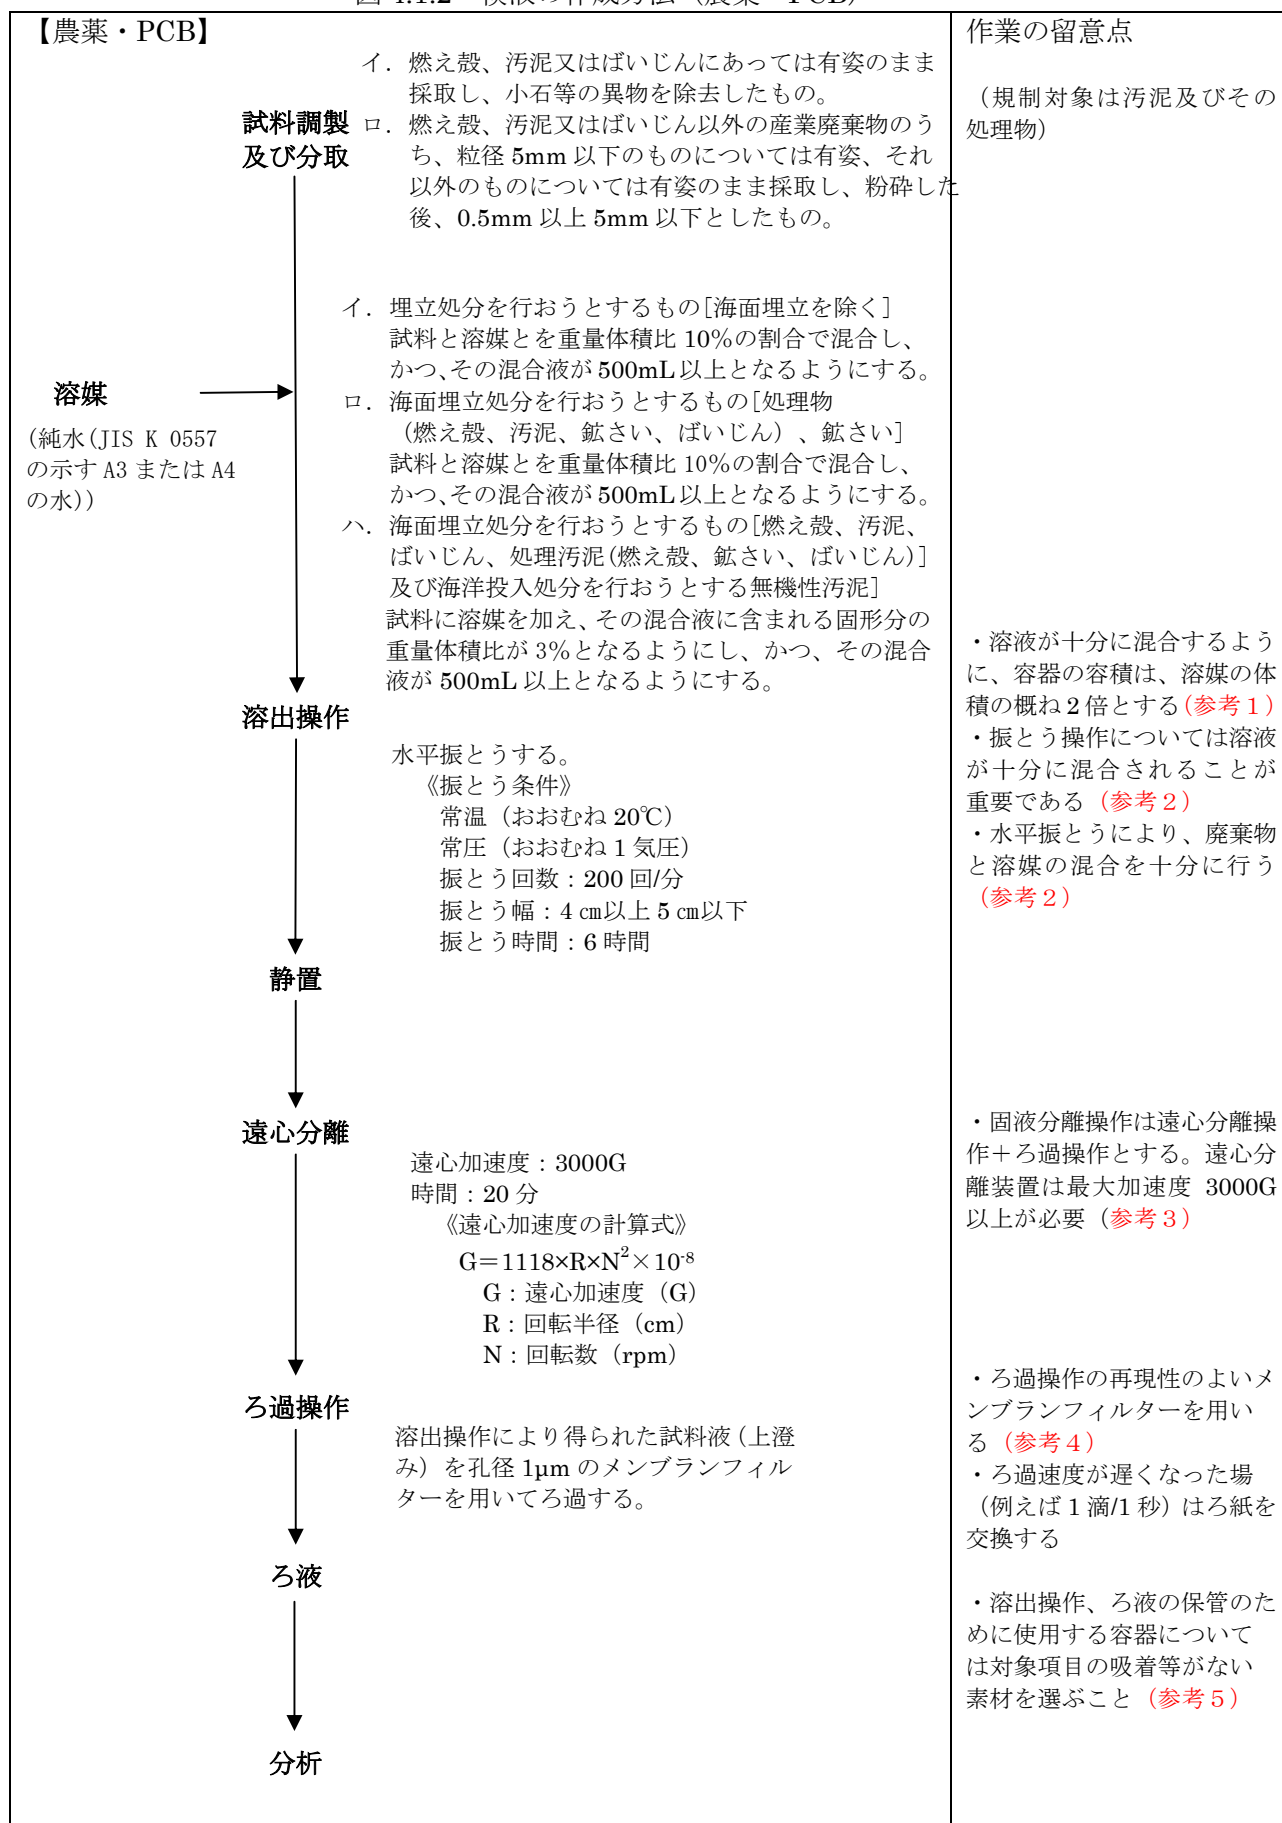 図 4.1.2 検液の作成方法（農薬・PCB）
【農薬・PCB】
イ．燃え殻、汚泥又はばいじんにあっては有姿のまま
採取し、小石等の異物を除去したもの。
試料調製
及び分取
ロ．燃え殻、汚泥又はばいじん以外の産業廃棄物のう
ち、粒径 5mm 以下のものについては有姿、それ
以外のものについては有姿のまま採取し、粉砕した
後、0.5mm 以上 5mm 以下としたもの。
イ．埋立処分を行おうとするもの［海面埋立を除く］
試料と溶媒とを重量体積比 10％の割合で混合し、
かつ、その混合液が 500mL 以上となるようにする。
溶媒
(純水(JIS K 0557
の示す A3 または A4
の水))
ロ．海面埋立処分を行おうとするもの［処理物
（燃え殻、汚泥、鉱さい、ばいじん）、鉱さい］
試料と溶媒とを重量体積比 10％の割合で混合し、
かつ、その混合液が 500mL 以上となるようにする。
ハ．海面埋立処分を行おうとするもの［燃え殻、汚泥、
ばいじん、処理汚泥(燃え殻、鉱さい、ばいじん)］
及び海洋投入処分を行おうとする無機性汚泥］
試料に溶媒を加え、その混合液に含まれる固形分の
重量体積比が 3％となるようにし、かつ、その混合
液が 500mL 以上となるようにする。
溶出操作
水平振とうする。
《振とう条件》
常温（おおむね 20℃）
常圧（おおむね 1 気圧）
振とう回数：200 回/分
振とう幅：4 ㎝以上 5 ㎝以下
振とう時間：6 時間
静置
遠心分離
遠心加速度：3000G
時間：20 分
《遠心加速度の計算式》
G＝1118×R×N²×10⁻⁸
G：遠心加速度（G）
R：回転半径（cm）
N：回転数（rpm）
ろ過操作
溶出操作により得られた試料液（上澄
み）を孔径 1μm のメンブランフィル
ターを用いてろ過する。
ろ液
分析
作業の留意点
（規制対象は汚泥及びその
処理物）
・溶液が十分に混合するよう
に、容器の容積は、溶媒の体
積の概ね 2 倍とする（参考１）
・振とう操作については溶液
が十分に混合されることが
重要である（参考２）
・水平振とうにより、廃棄物
と溶媒の混合を十分に行う
（参考２）
・固液分離操作は遠心分離操
作＋ろ過操作とする。遠心分
離装置は最大加速度 3000G
以上が必要（参考３）
・ろ過操作の再現性のよいメ
ンブランフィルターを用い
る（参考４）
・ろ過速度が遅くなった場
（例えば 1 滴/1 秒）はろ紙を
交換する
・溶出操作、ろ液の保管のた
めに使用する容器について
は対象項目の吸着等がない
素材を選ぶこと（参考５）